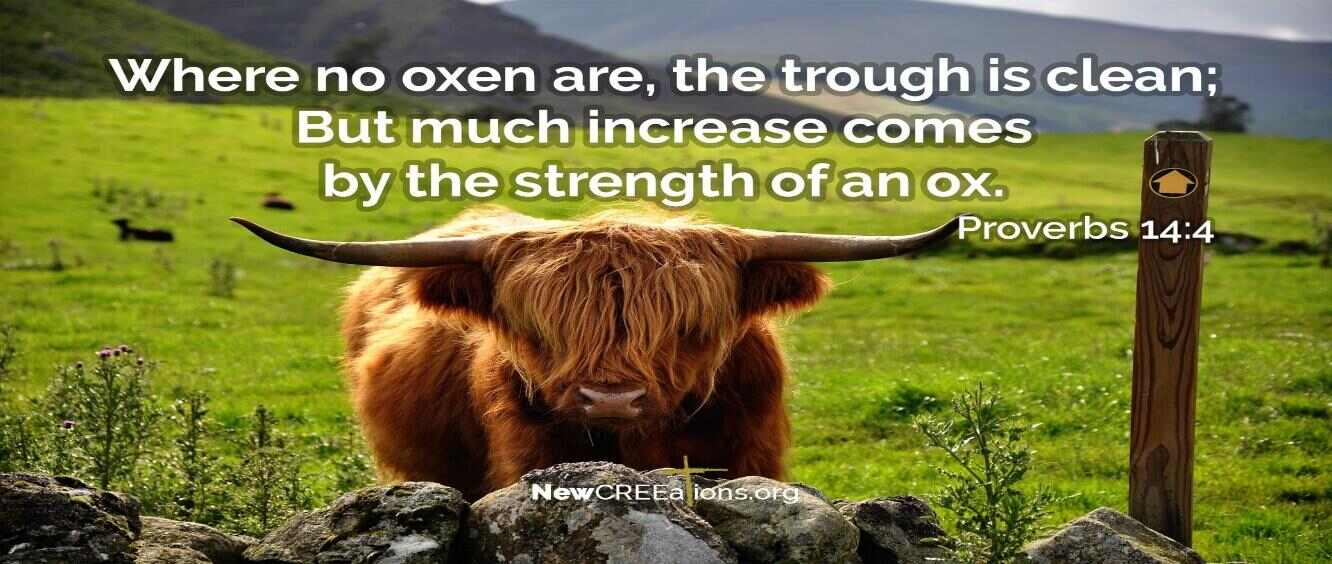 Where no oxen are, the trough is clean;
But much increase comes
by the strength of an ox.
Proverbs 14:4
NewCREEations.org